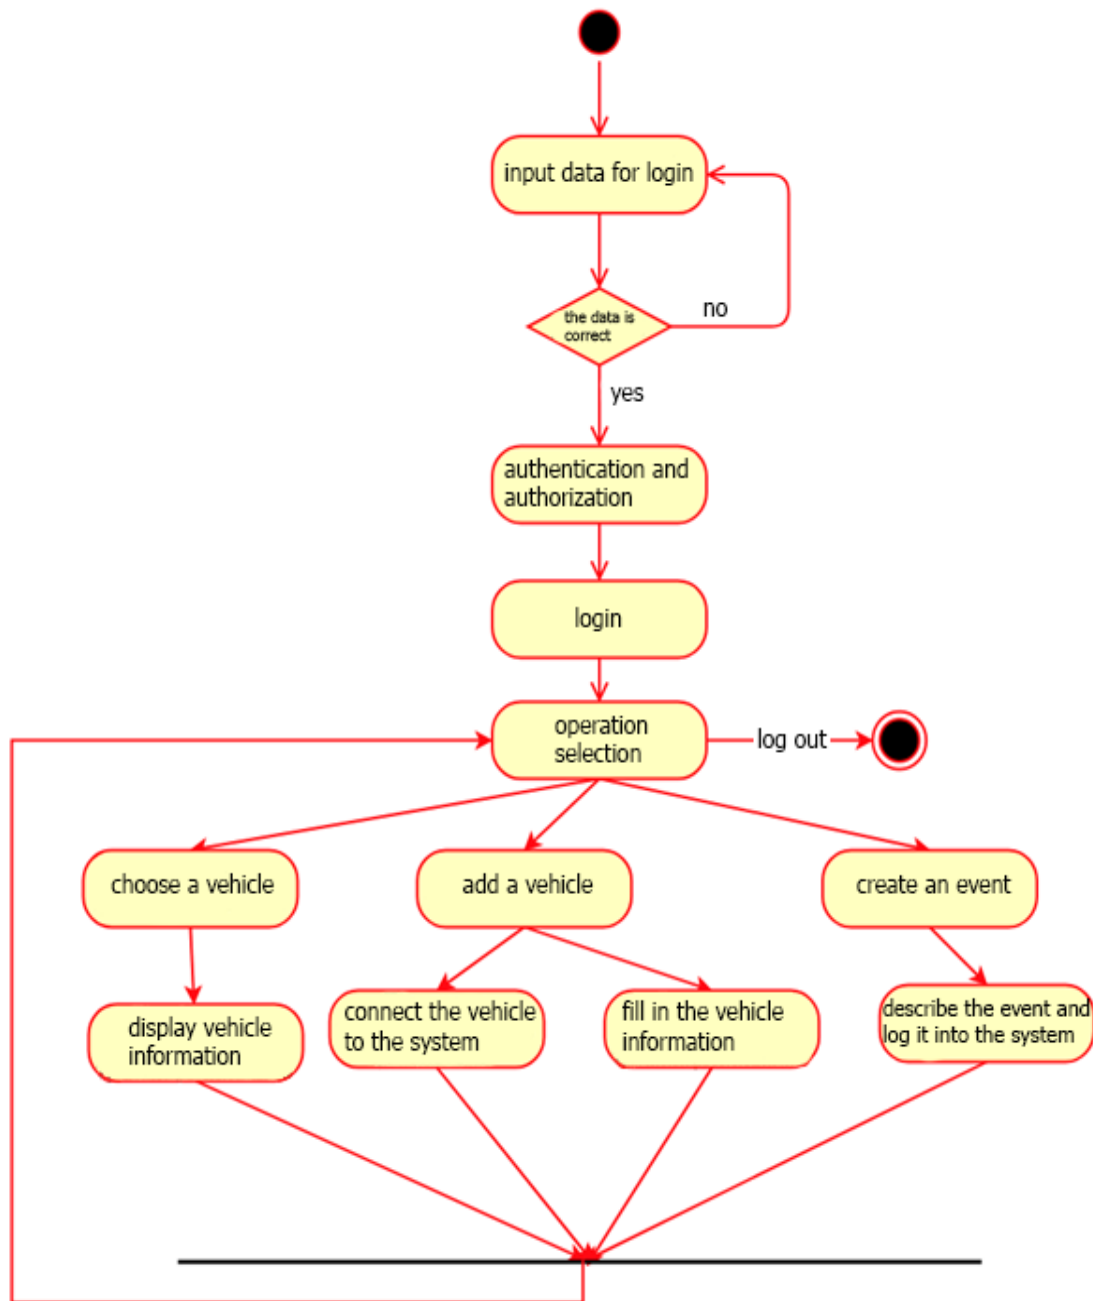 input data for login
the data is
correct
no
yes
authentication and
authorization
login
operation
selection
log out
choose a vehicle
add a vehicle
create an event
display vehicle
information
connect the vehicle
to the system
fill in the vehicle
information
describe the event and
log it into the system